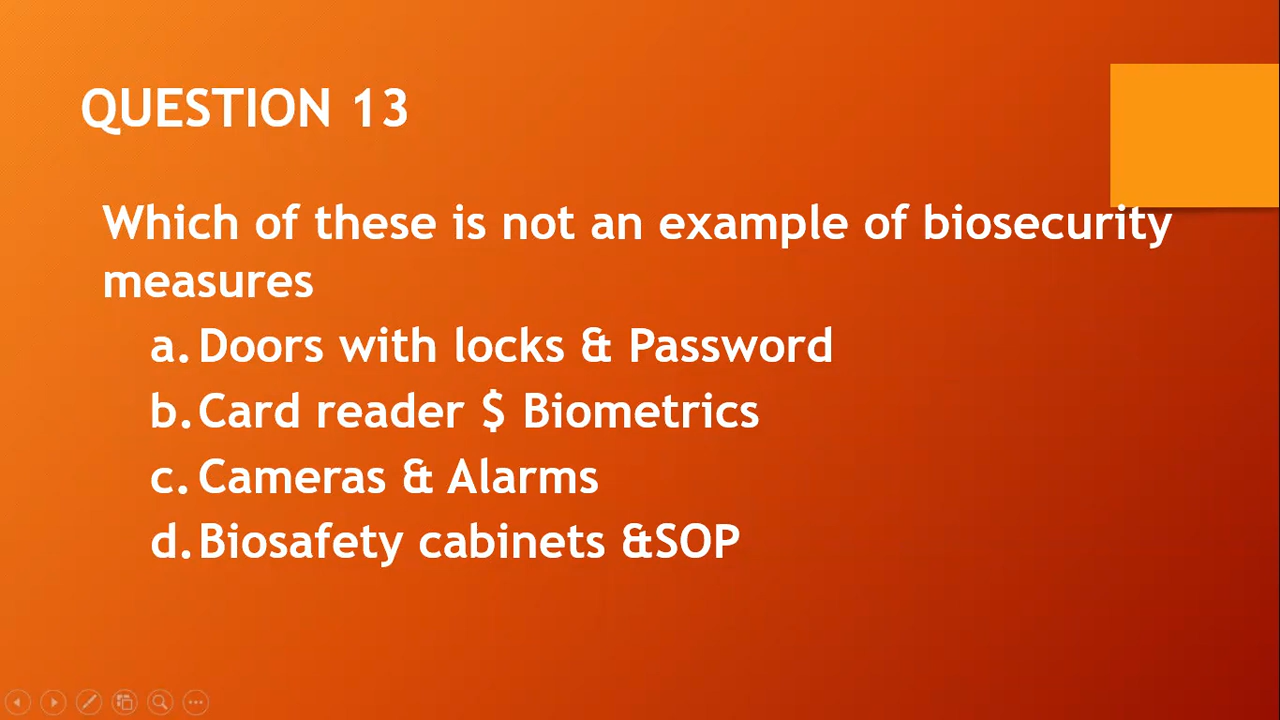 QUESTION 13
Which of these is not an example of biosecurity
measures
a. Doors with locks & Password
b. Card reader $ Biometrics
c. Cameras & Alarms
d. Biosafety cabinets &SOP